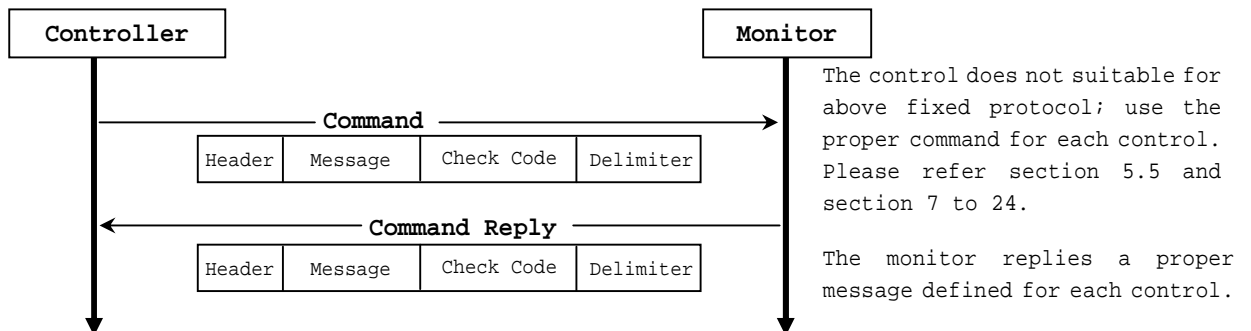 Controller
Monitor
Command
Header Message Check Code Delimiter
Command Reply
Header Message Check Code Delimiter
The control does not suitable for
above fixed protocol; use the
proper command for each control.
Please refer section 5.5 and
section 7 to 24.
The monitor replies a proper
message defined for each control.